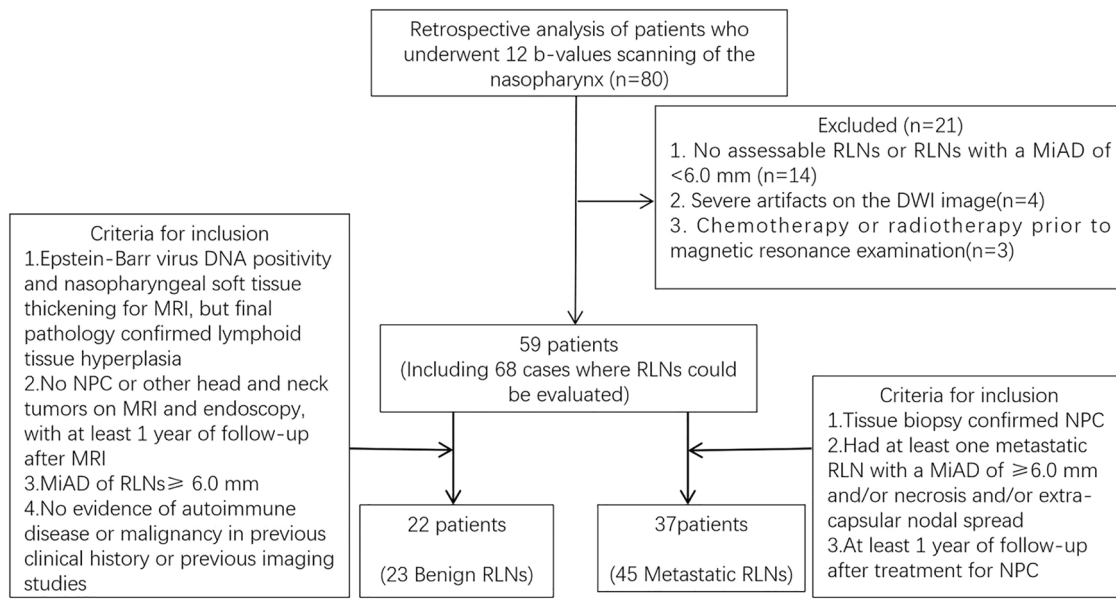 Retrospective analysis of patients who
underwent 12 b-values scanning of the
nasopharynx (n=80)
Excluded (n=21)
1. No assessable RLNs or RLNs with a MiAD of
<6.0 mm (n=14)
2. Severe artifacts on the DWI image(n=4)
3. Chemotherapy or radiotherapy prior to
magnetic resonance examination(n=3)
Criteria for inclusion
1.Epstein-Barr virus DNA positivity
and nasopharyngeal soft tissue
thickening for MRI, but final
pathology confirmed lymphoid
tissue hyperplasia
2.No NPC or other head and neck
tumors on MRI and endoscopy,
with at least 1 year of follow-up
after MRI
3.MiAD of RLNs≥ 6.0 mm
4.No evidence of autoimmune
disease or malignancy in previous
clinical history or previous imaging
studies
59 patients
(Including 68 cases where RLNs could
be evaluated)
Criteria for inclusion
1.Tissue biopsy confirmed NPC
2.Had at least one metastatic
RLN with a MiAD of ≥6.0 mm
and/or necrosis and/or extra-
capsular nodal spread
3.At least 1 year of follow-up
after treatment for NPC
22 patients
(23 Benign RLNs)
37patients
(45 Metastatic RLNs)